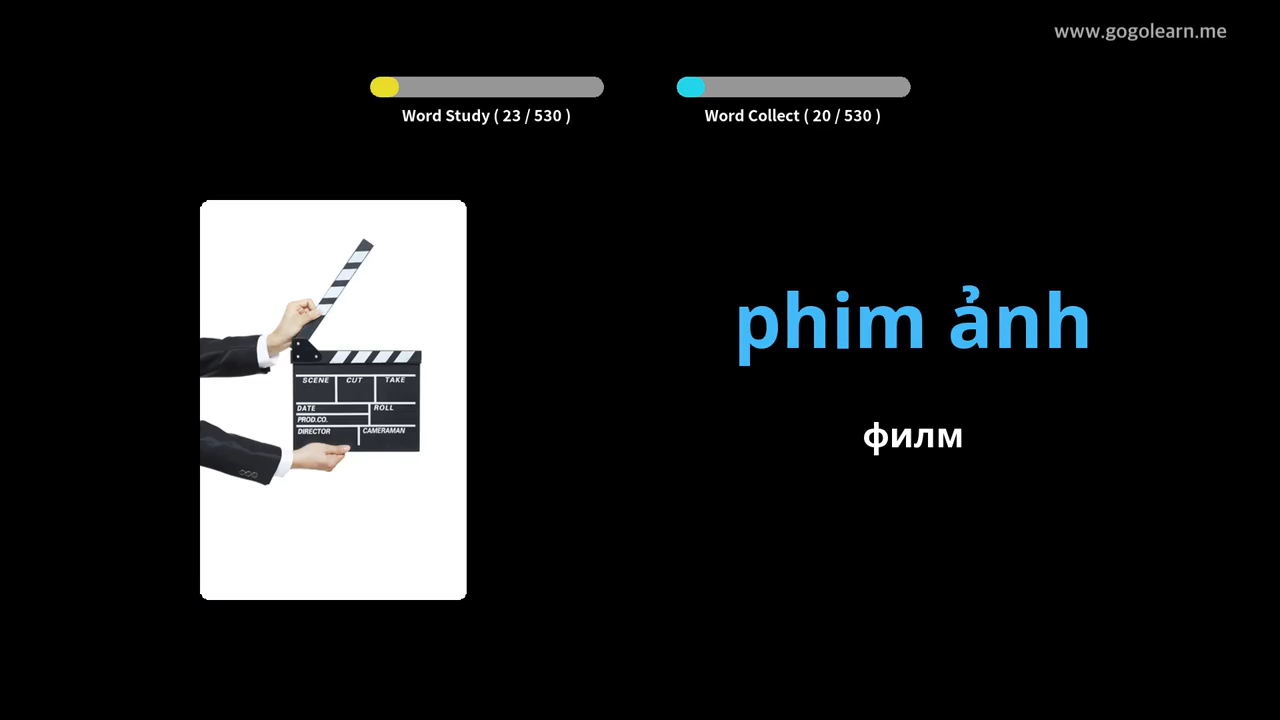 www.gogolearn.me
Word Study ( 23 / 530 )
Word Collect ( 20 / 530 )
SCENE CUT TAKE
DATE ROLL
PROD.CO.
DIRECTOR CAMERAMAN
phim ảnh
филм